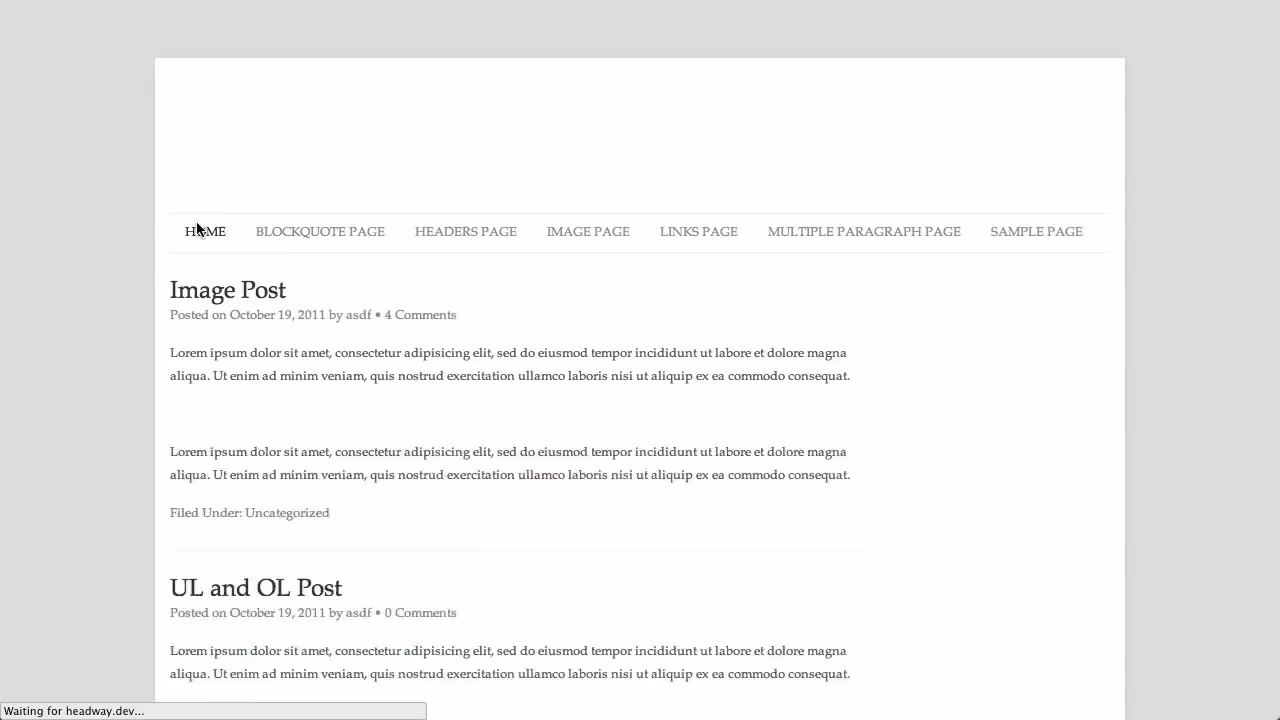 HOME BLOCKQUOTE PAGE HEADERS PAGE IMAGE PAGE LINKS PAGE MULTIPLE PARAGRAPH PAGE SAMPLE PAGE
Image Post
Posted on October 19, 2011 by asdf • 4 Comments
Lorem ipsum dolor sit amet, consectetur adipisicing elit, sed do eiusmod tempor incididunt ut labore et dolore magna
aliqua. Ut enim ad minim veniam, quis nostrud exercitation ullamco laboris nisi ut aliquip ex ea commodo consequat.
Lorem ipsum dolor sit amet, consectetur adipisicing elit, sed do eiusmod tempor incididunt ut labore et dolore magna
aliqua. Ut enim ad minim veniam, quis nostrud exercitation ullamco laboris nisi ut aliquip ex ea commodo consequat.
Filed Under: Uncategorized
UL and OL Post
Posted on October 19, 2011 by asdf • 0 Comments
Lorem ipsum dolor sit amet, consectetur adipisicing elit, sed do eiusmod tempor incididunt ut labore et dolore magna
aliqua. Ut enim ad minim veniam, quis nostrud exercitation ullamco laboris nisi ut aliquip ex ea commodo consequat.
Waiting for headway.dev...